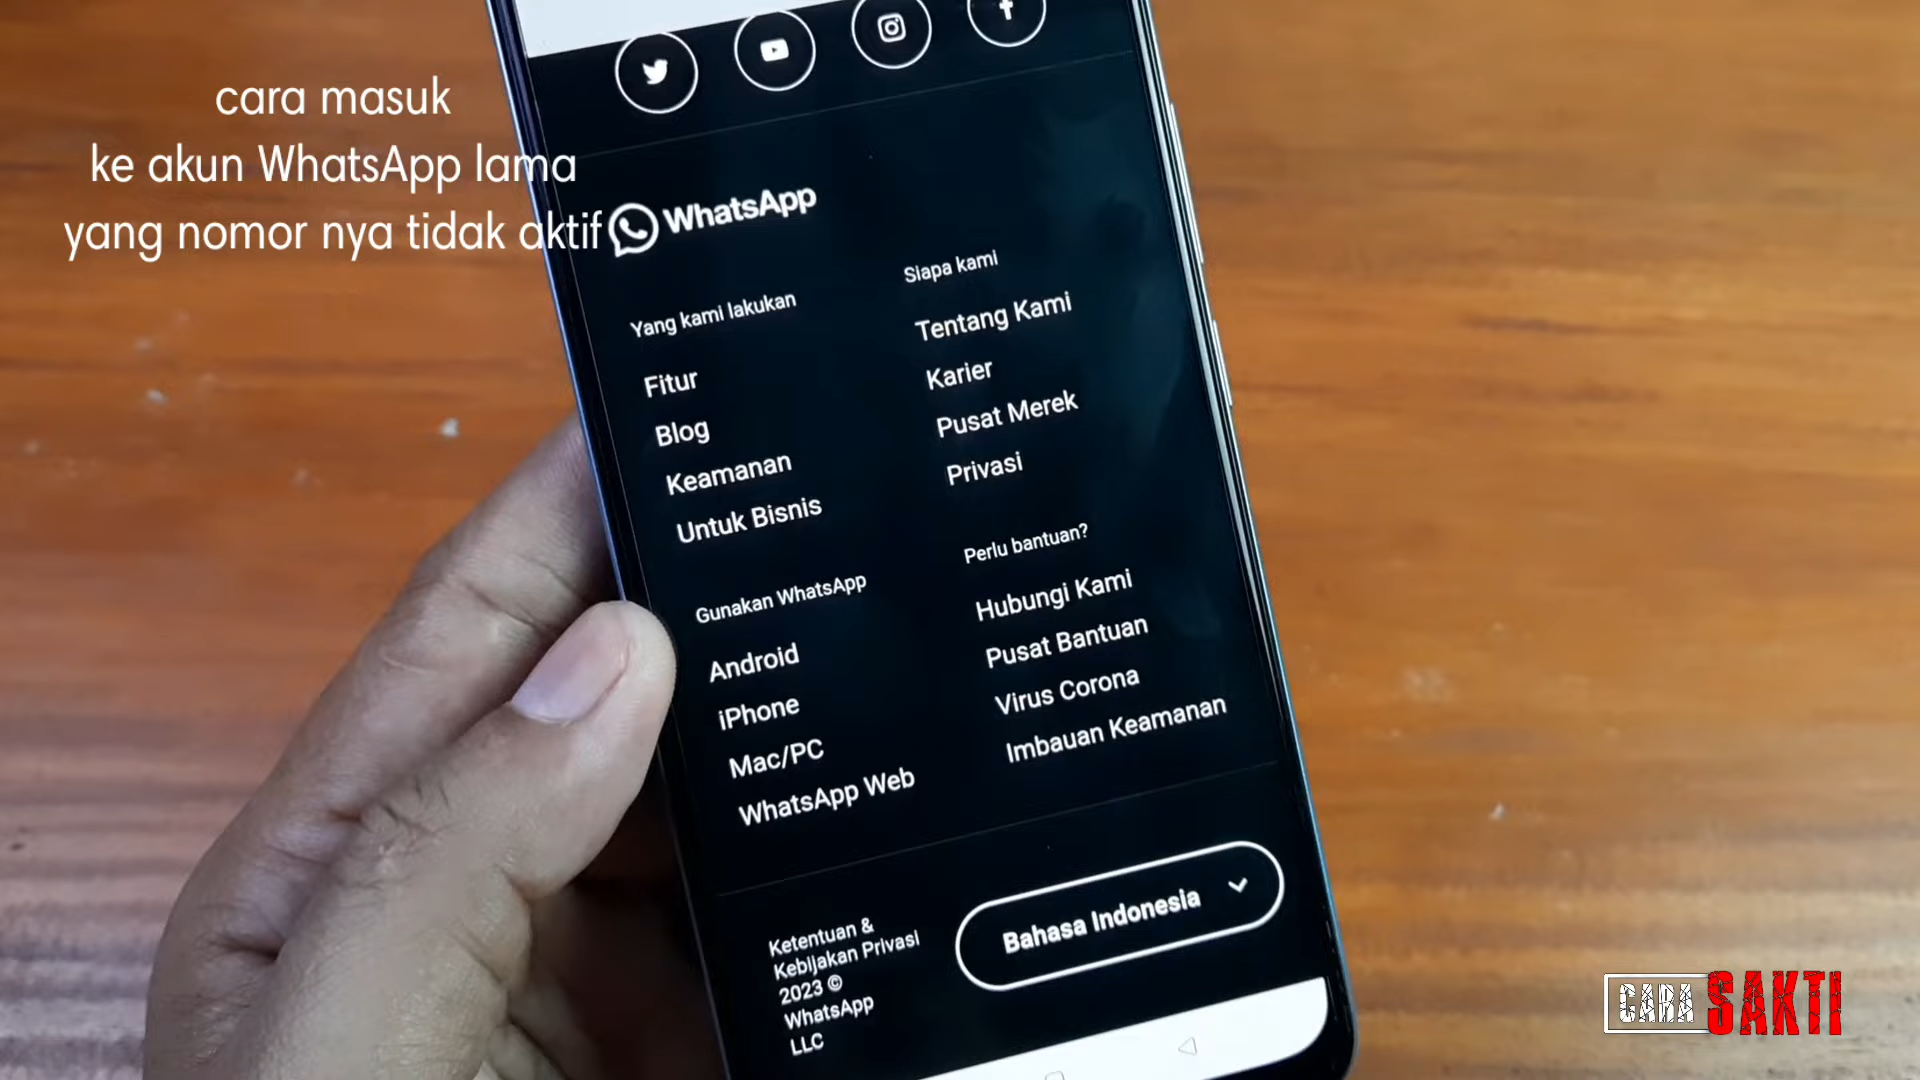 cara masuk
ke akun WhatsApp lama
yang nomor nya tidak aktif
WhatsApp
Yang kami lakukan
Fitur
Blog
Keamanan
Untuk Bisnis
Siapa kami
Tentang Kami
Karier
Pusat Merek
Privasi
Gunakan WhatsApp
Android
iPhone
Mac/PC
WhatsApp Web
Perlu bantuan?
Hubungi Kami
Pusat Bantuan
Virus Corona
Imbauan Keamanan
Ketentuan &
Kebijakan Privasi
2023 ©
WhatsApp
LLC
Bahasa Indonesia
CARA SAKTI